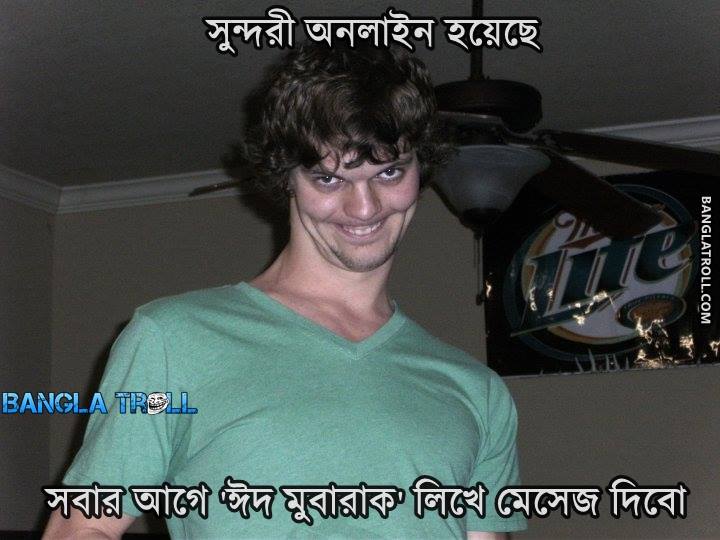 সুন্দরী অনলাইন হয়েছে
BANGLATROLL.COM
Lite
BANGLA TROLL
সবার আগে 'ঈদ মুবারাক' লিখে মেসেজ দিবো